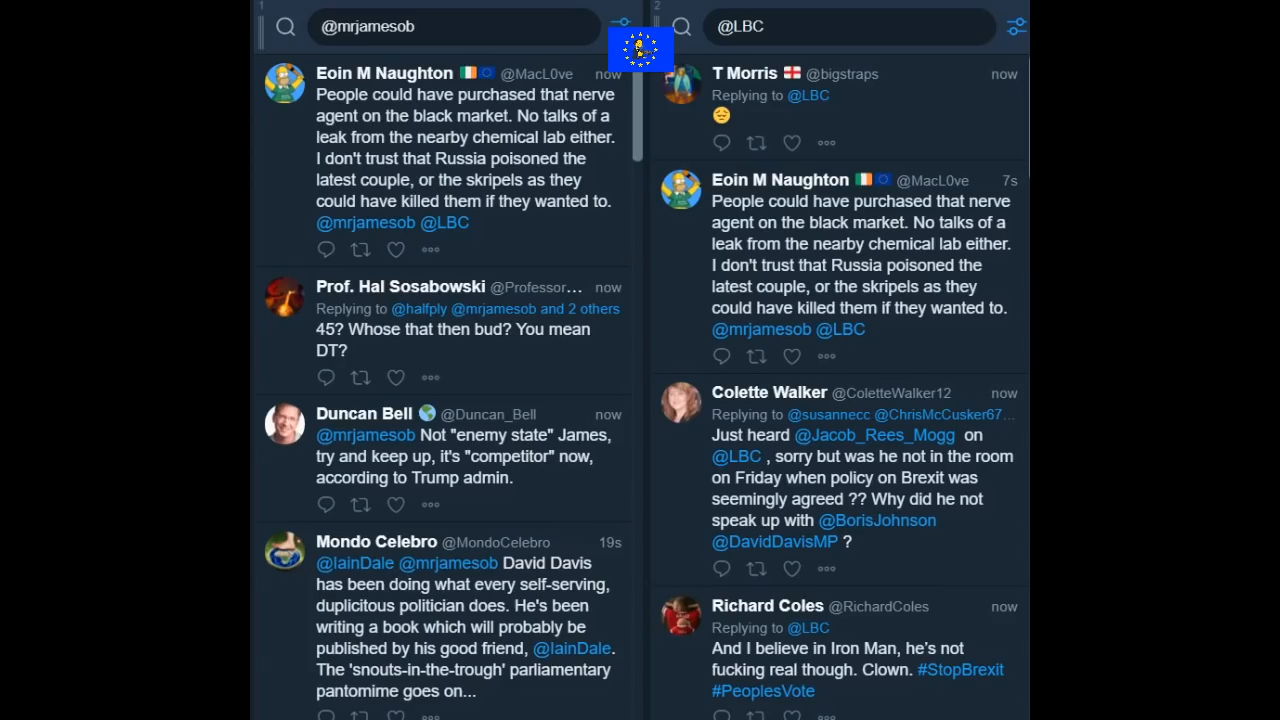 1
@mrjamesob
Eoin M Naughton @MacL0ve now
People could have purchased that nerve
agent on the black market. No talks of a
leak from the nearby chemical lab either.
I don't trust that Russia poisoned the
latest couple, or the skripels as they
could have killed them if they wanted to.
@mrjamesob @LBC
Prof. Hal Sosabowski @Professor... now
Replying to @halfply @mrjamesob and 2 others
45? Whose that then bud? You mean
DT?
Duncan Bell @Duncan_Bell now
@mrjamesob Not "enemy state" James,
try and keep up, it's "competitor" now,
according to Trump admin.
Mondo Celebro @MondoCelebro 19s
@IainDale @mrjamesob David Davis
has been doing what every self-serving,
duplicitous politician does. He's been
writing a book which will probably be
published by his good friend, @IainDale.
The 'snouts-in-the-trough' parliamentary
pantomime goes on...
2
@LBC
T Morris @bigstraps now
Replying to @LBC
😔
Eoin M Naughton @MacL0ve 7s
People could have purchased that nerve
agent on the black market. No talks of a
leak from the nearby chemical lab either.
I don't trust that Russia poisoned the
latest couple, or the skripels as they
could have killed them if they wanted to.
@mrjamesob @LBC
Colette Walker @ColetteWalker12 now
Replying to @susannecc @ChrisMcCusker67...
Just heard @Jacob_Rees_Mogg on
@LBC , sorry but was he not in the room
on Friday when policy on Brexit was
seemingly agreed ?? Why did he not
speak up with @BorisJohnson
@DavidDavisMP ?
Richard Coles @RichardColes now
Replying to @LBC
And I believe in Iron Man, he's not
fucking real though. Clown. #StopBrexit
#PeoplesVote